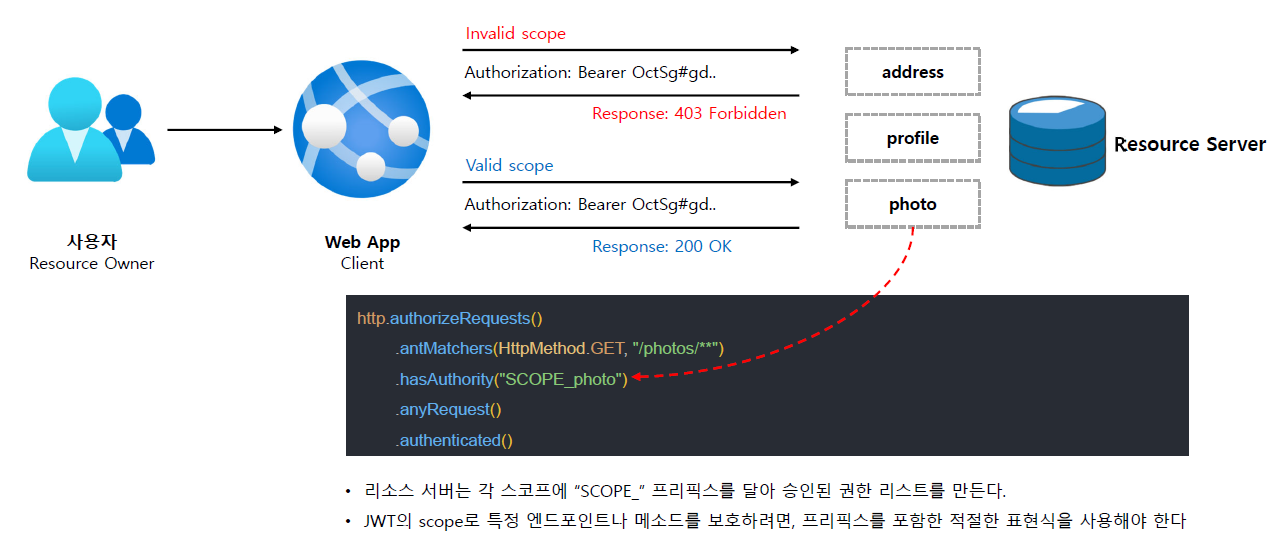 Invalid scope
Authorization: Bearer OctSg#gd..
Response: 403 Forbidden
Valid scope
Authorization: Bearer OctSg#gd..
Response: 200 OK
address
profile
photo
Resource Server
사용자
Resource Owner
Web App
Client
http.authorizeRequests()
.antMatchers(HttpMethod.GET, "/photos/**")
.hasAuthority("SCOPE_photo")
.anyRequest()
.authenticated()
• 리소스 서버는 각 스코프에 “SCOPE_” 프리픽스를 달아 승인된 권한 리스트를 만든다.
• JWT의 scope로 특정 엔드포인트나 메소드를 보호하려면, 프리픽스를 포함한 적절한 표현식을 사용해야 한다